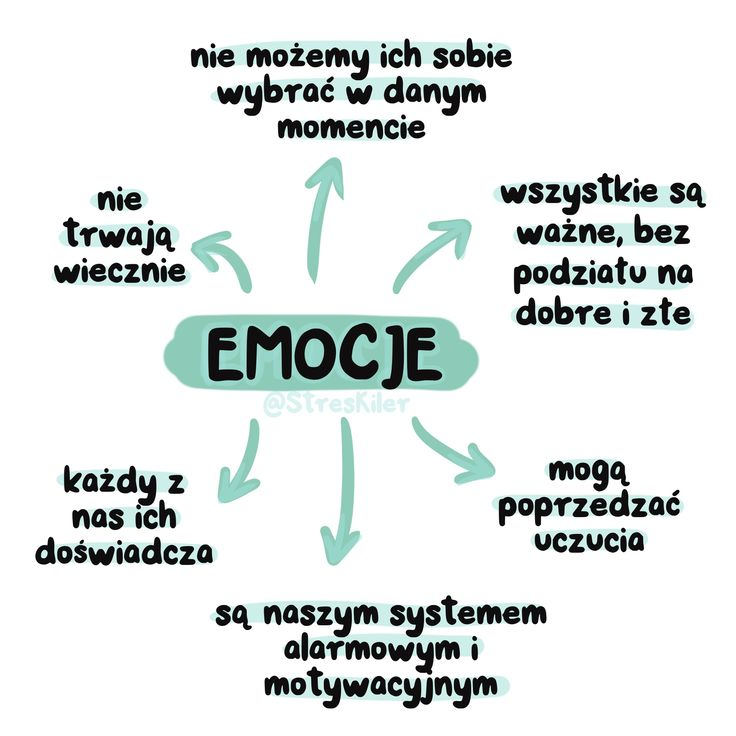 nie możemy ich sobie
wybrać w danym
momencie
nie
trwają
wiecznie
wszystkie są
ważne, bez
podziału na
dobre i złe
EMOCJE
@StresKiler
każdy z
nas ich
doświadcza
mogą
poprzedzać
uczucia
są naszym systemem
alarmowym i
motywacyjnym